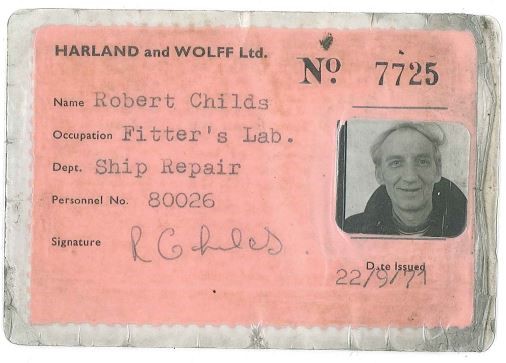 HARLAND and WOLFF Ltd.
Nº 7725
Name Robert Childs
Occupation Fitter's Lab.
Dept. Ship Repair
Personnel No. 80026
Signature R Childs
Date Issued
22/9/71